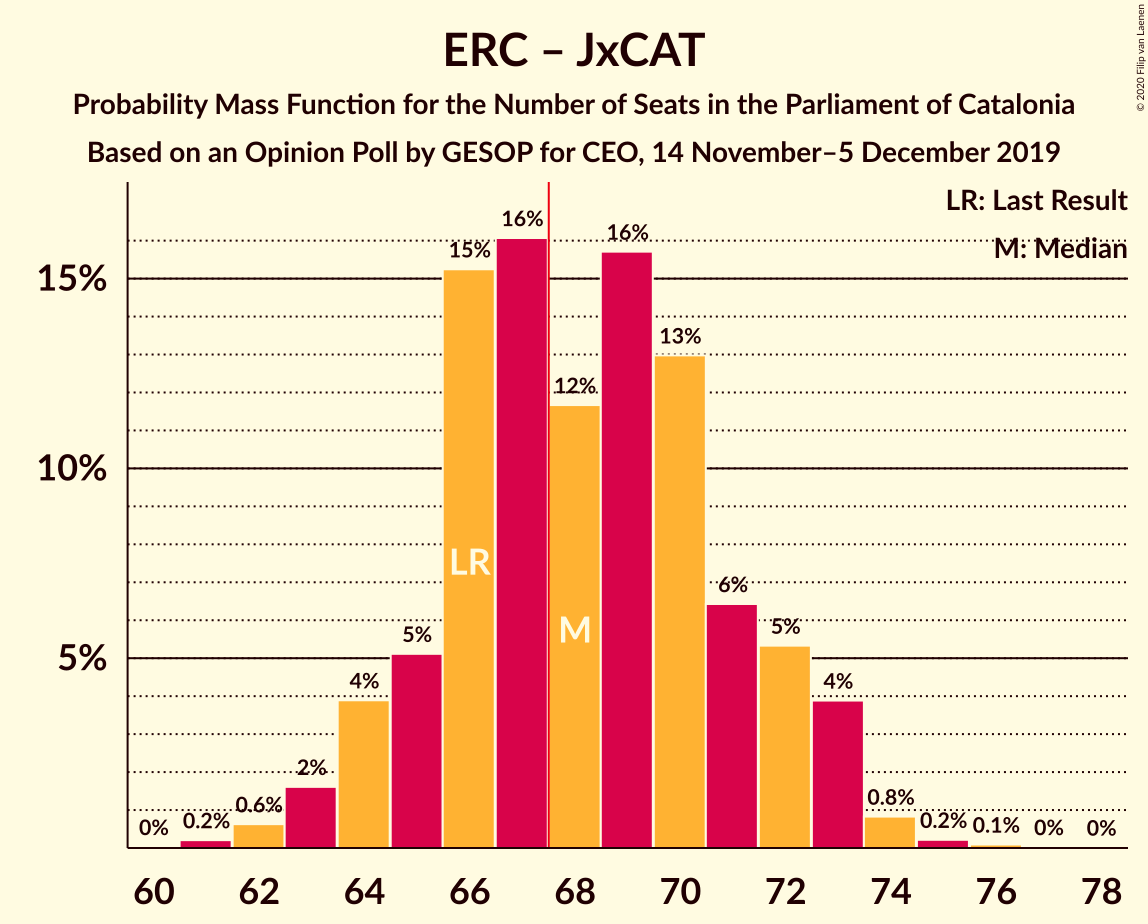 ERC – JxCAT
Probability Mass Function for the Number of Seats in the Parliament of Catalonia
Based on an Opinion Poll by GESOP for CEO, 14 November–5 December 2019
© 2020 Filip van Laenen
LR: Last Result
M: Median
15%
10%
5%
0%
0.2%
0.6%
2%
4%
5%
15%
16%
12%
16%
13%
6%
5%
4%
0.8%
0.2%
0.1%
0%
0%
LR
M
60 62 64 66 68 70 72 74 76 78